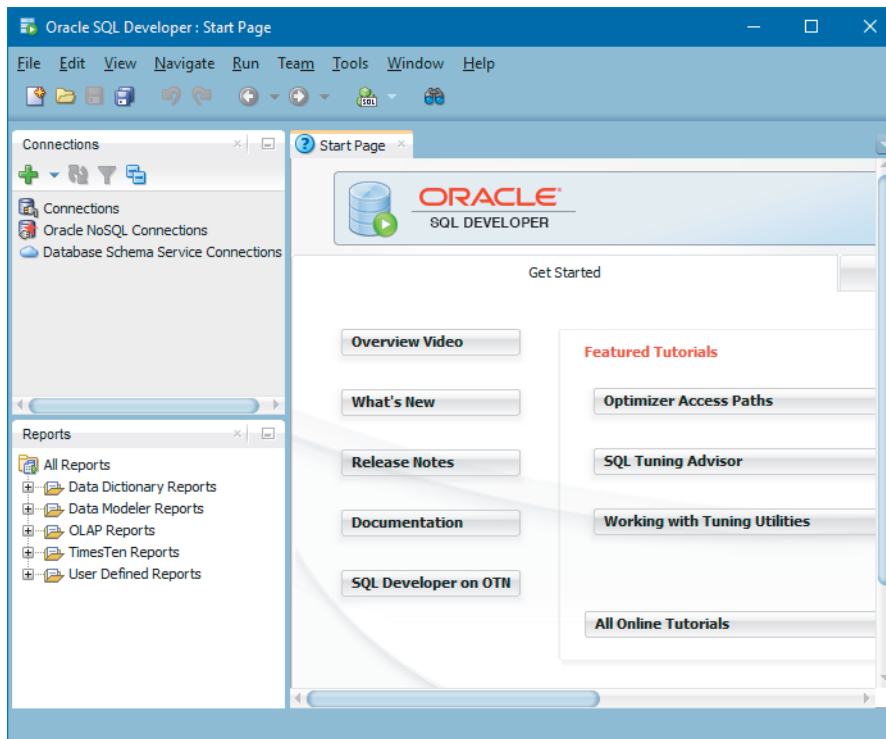 Oracle SQL Developer : Start Page
File Edit View Navigate Run Team Tools Window Help
SQL
Connections
Connections
Oracle NoSQL Connections
Database Schema Service Connections
Reports
All Reports
Data Dictionary Reports
Data Modeler Reports
OLAP Reports
TimesTen Reports
User Defined Reports
Start Page
ORACLE
SQL DEVELOPER
Get Started
Overview Video
What's New
Release Notes
Documentation
SQL Developer on OTN
Featured Tutorials
Optimizer Access Paths
SQL Tuning Advisor
Working with Tuning Utilities
All Online Tutorials